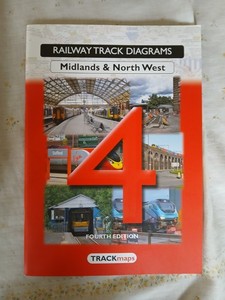 RAILWAY TRACK DIAGRAMS
Midlands & North West
4
FOURTH EDITION
TRACKmaps